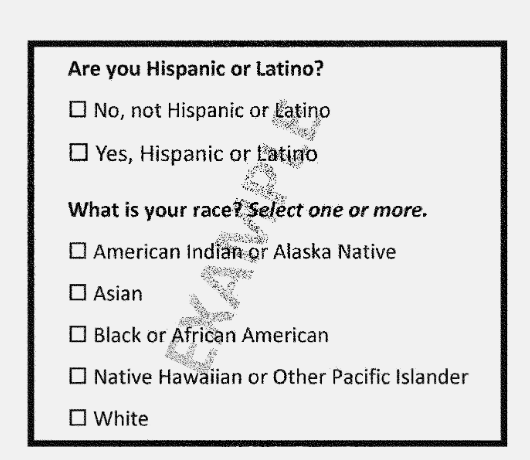 Are you Hispanic or Latino?
☐ No, not Hispanic or Latino
☐ Yes, Hispanic or Latino
What is your race? Select one or more.
☐ American Indian or Alaska Native
☐ Asian
☐ Black or African American
☐ Native Hawaiian or Other Pacific Islander
☐ White
EXAMPLE